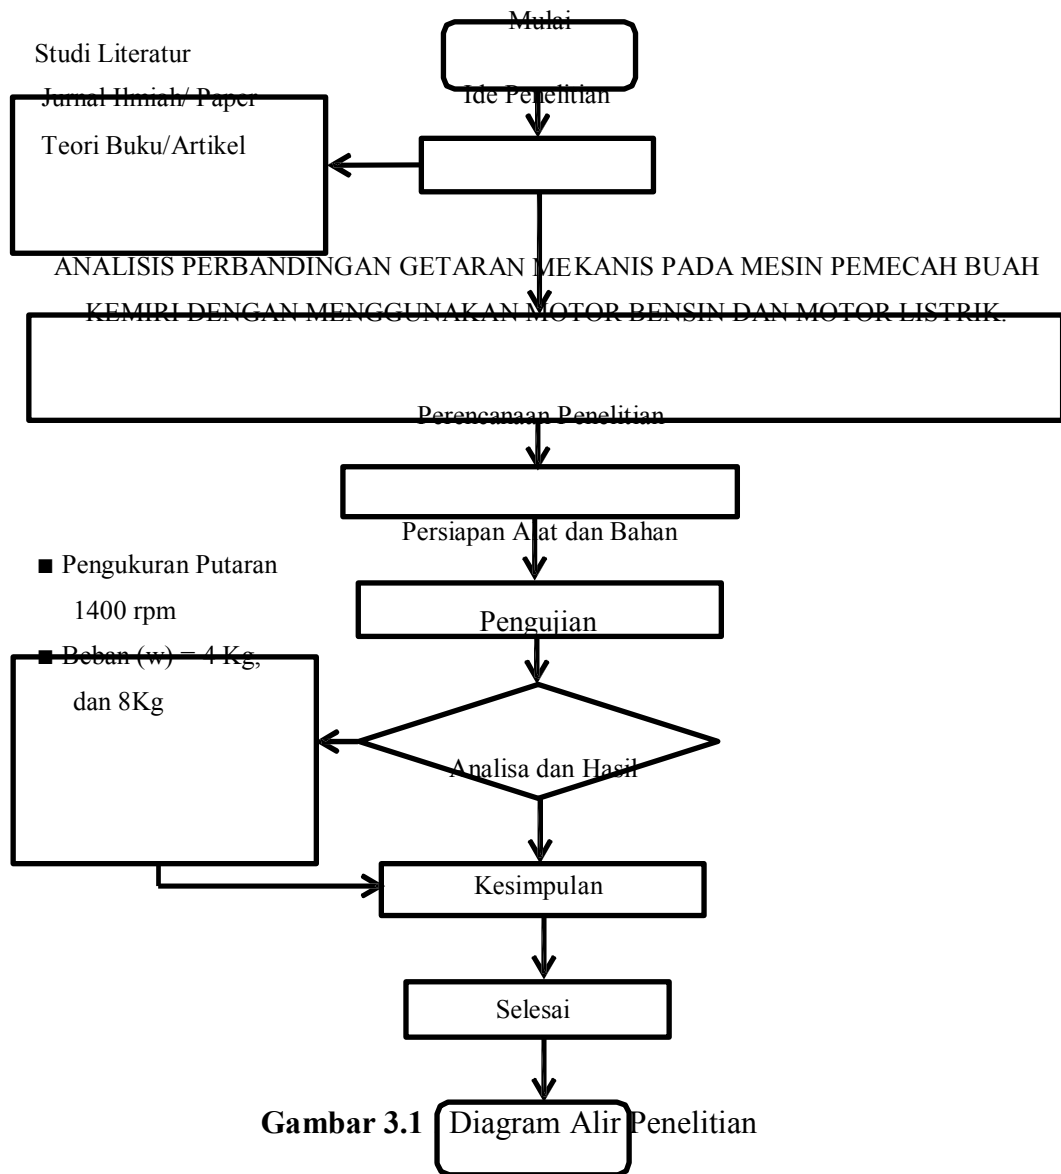 Mulai
Studi Literatur
Jurnal Ilmiah/ Paper
Teori Buku/Artikel
Ide Penelitian
ANALISIS PERBANDINGAN GETARAN MEKANIS PADA MESIN PEMECAH BUAH
KEMIRI DENGAN MENGGUNAKAN MOTOR BENSIN DAN MOTOR LISTRIK.
Perencanaan Penelitian
Persiapan Alat dan Bahan
■ Pengukuran Putaran
1400 rpm
■ Beban (w) = 4 Kg,
dan 8Kg
Pengujian
Analisa dan Hasil
Kesimpulan
Selesai
Gambar 3.1 Diagram Alir Penelitian